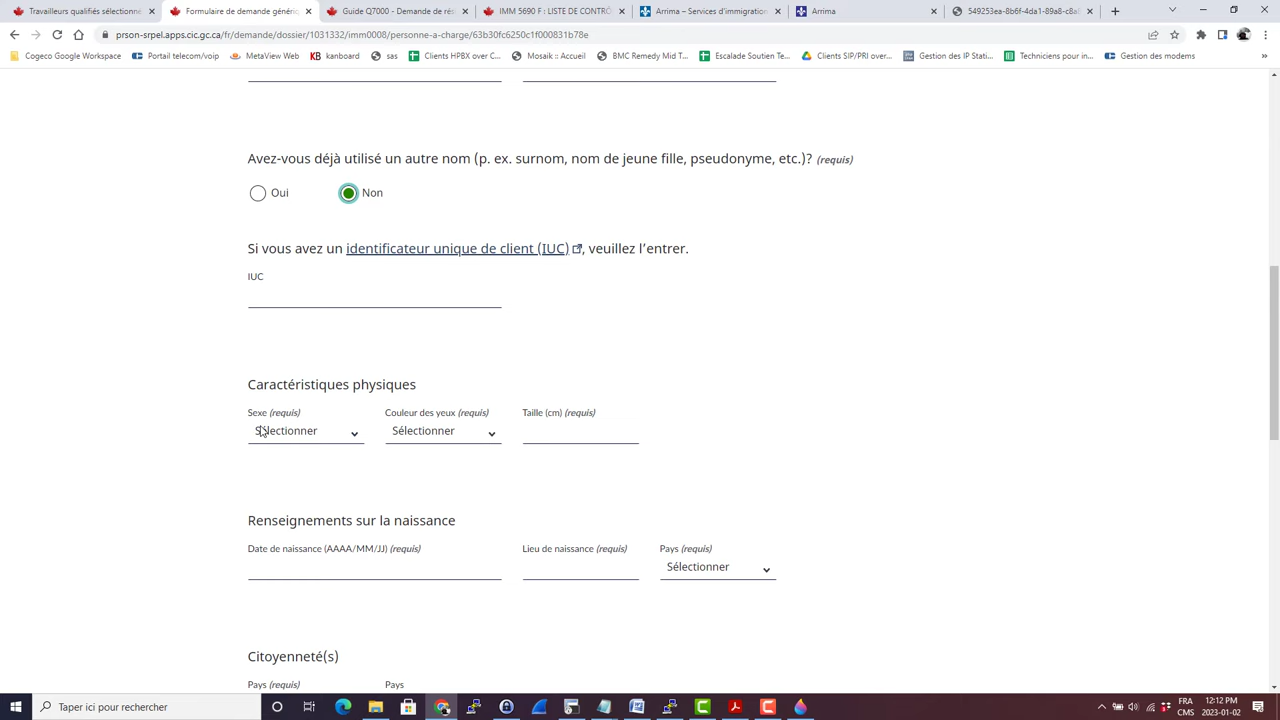 Travailleurs qualifiés sélectionné
Formulaire de demande génériq
Guide Q7000 - Demande de rés
IMM 5690 F : LISTE DE CONTRÔ
Arrima – Services d'immigration
Arrima
549253ea-8b6f-4da1-89a8-c8a8
prson-srpel.apps.cic.gc.ca/fr/demande/dossier/1031332/imm0008/personne-a-charge/63b30fc6250c1f000831b78e
Cogeco Google Workspace
Portail telecom/voip
MetaView Web
KB kanboard
sas
Clients HPBX over C...
Mosaik :: Accueil
BMC Remedy Mid T...
Escalade Soutien Te...
Clients SIP/PRI over...
Gestion des IP Stati...
Techniciens pour in...
Gestion des modems
»
Avez-vous déjà utilisé un autre nom (p. ex. surnom, nom de jeune fille, pseudonyme, etc.)? (requis)
Oui Non
Si vous avez un identificateur unique de client (IUC), veuillez l'entrer.
IUC
Caractéristiques physiques
Sexe (requis) Couleur des yeux (requis) Taille (cm) (requis)
Sélectionner Sélectionner
Renseignements sur la naissance
Date de naissance (AAAA/MM/JJ) (requis) Lieu de naissance (requis) Pays (requis)
Sélectionner
Citoyenneté(s)
Pays (requis) Pays
Taper ici pour rechercher
FRA 12:12 PM
CMS 2023-01-02